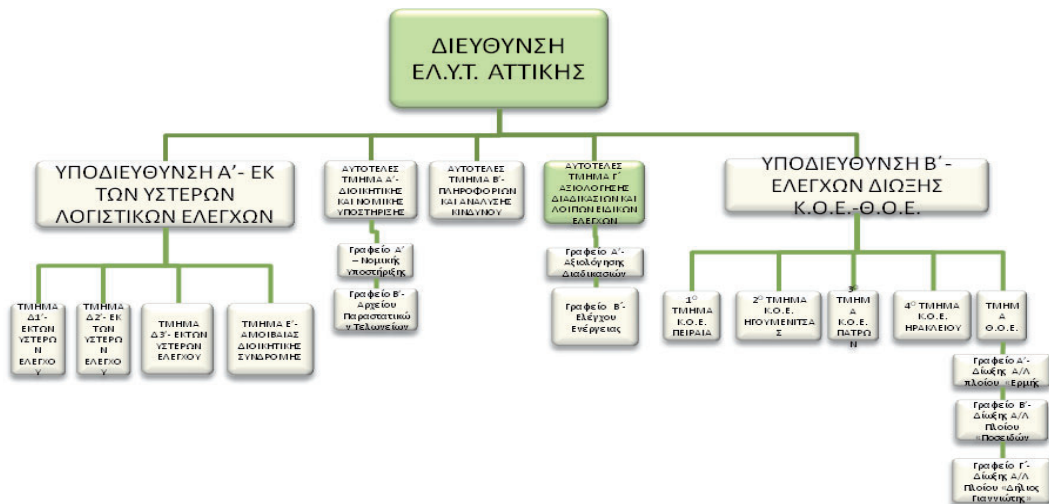 ΔΙΕΥΘΥΝΣΗ
ΕΛ.Υ.Τ. ΑΤΤΙΚΗΣ
ΥΠΟΔΙΕΥΘΥΝΣΗ Α΄- ΕΚ
ΤΩΝ ΥΣΤΕΡΩΝ
ΛΟΓΙΣΤΙΚΩΝ ΕΛΕΓΧΩΝ
ΑΥΤΟΤΕΛΕΣ
ΤΜΗΜΑ Α΄-
ΔΙΟΙΚΗΤΙΚΗΣ
ΚΑΙ ΝΟΜΙΚΗΣ
ΥΠΟΣΤΗΡΙΞΗΣ
ΑΥΤΟΤΕΛΕΣ
ΤΜΗΜΑ Β΄-
ΠΛΗΡΟΦΟΡΙΩΝ
ΚΑΙ ΑΝΑΛΥΣΗΣ
ΚΙΝΔΥΝΟΥ
ΑΥΤΟΤΕΛΕΣ
ΤΜΗΜΑ Γ΄
ΑΞΙΟΛΟΓΗΣΗΣ
ΔΙΑΔΙΚΑΣΙΩΝ ΚΑΙ
ΛΟΙΠΩΝ ΕΙΔΙΚΩΝ
ΕΛΕΓΧΩΝ
ΥΠΟΔΙΕΥΘΥΝΣΗ Β΄-
ΕΛΕΓΧΩΝ ΔΙΩΞΗΣ
Κ.Ο.Ε.-Θ.Ο.Ε.
Γραφείο Α΄
– Νομικής
Υποστήριξης
Γραφείο Β΄-
Αρχείου
Παραστατικώ
ν Τελωνείων
Γραφείο Α΄-
Αξιολόγησης
Διαδικασιών
Γραφείο Β΄-
Ελέγχου
Ενέργειας
ΤΜΗΜΑ
Δ1΄-
ΕΚΤΩΝ
ΥΣΤΕΡΩ
Ν
ΕΛΕΓΧΟ
Υ
ΤΜΗΜΑ
Δ2΄- ΕΚ
ΤΩΝ
ΥΣΤΕΡΩ
Ν
ΕΛΕΓΧΟ
Υ
ΤΜΗΜΑ
Δ3΄- ΕΚΤΩΝ
ΥΣΤΕΡΩΝ
ΕΛΕΓΧΟΥ
ΤΜΗΜΑ Ε΄-
ΑΜΟΙΒΑΙΑΣ
ΔΙΟΙΚΗΤΙΚΗΣ
ΣΥΝΔΡΟΜΗΣ
1Ο
ΤΜΗΜΑ
Κ.Ο.Ε.
ΠΕΙΡΑΙΑ
2Ο ΤΜΗΜΑ
Κ.Ο.Ε.
ΗΓΟΥΜΕΝΙΤΣ
ΑΣ
3Ο
ΤΜΗΜ
Α
Κ.Ο.Ε.
ΠΑΤΡΩ
Ν
4Ο ΤΜΗΜΑ
Κ.Ο.Ε.
ΗΡΑΚΛΕΙΟΥ
ΤΜΗΜ
Α
Θ.Ο.Ε.
Γραφείο Α΄-
Δίωξης Α/Λ
πλοίου «Ερμής
Γραφείο Β΄-
Δίωξης Α/Λ
Πλοίου
«Ποσειδών
Γραφείο Γ΄-
Δίωξης Α/Λ
Πλοίου «Δήλιος
Γιαννιώτης»